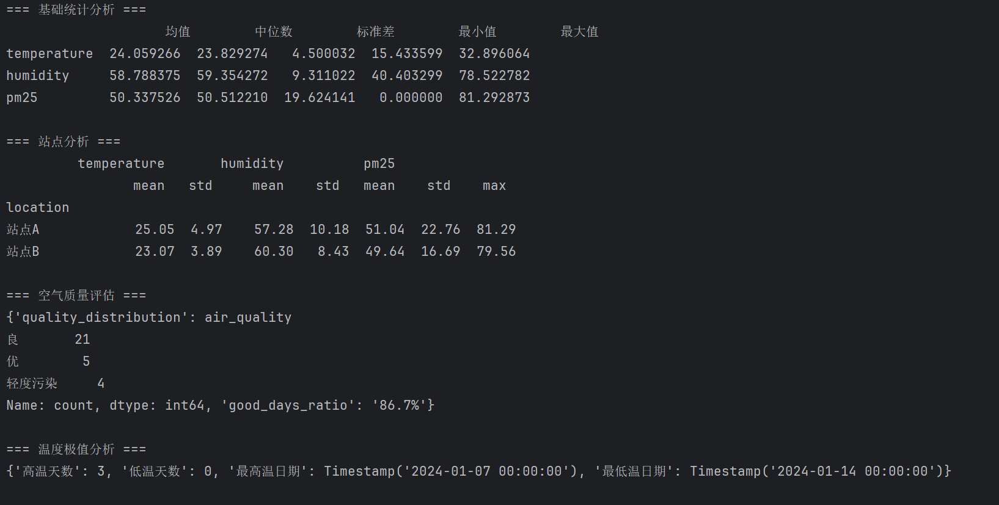 === 基础统计分析 ===
均值 中位数 标准差 最小值 最大值
temperature 24.059266 23.829274 4.500032 15.433599 32.896064
humidity 58.788375 59.354272 9.311022 40.403299 78.522782
pm25 50.337526 50.512210 19.624141 0.000000 81.292873
=== 站点分析 ===
temperature humidity pm25
mean std mean std mean std max
location
站点A 25.05 4.97 57.28 10.18 51.04 22.76 81.29
站点B 23.07 3.89 60.30 8.43 49.64 16.69 79.56
=== 空气质量评估 ===
{'quality_distribution': air_quality
良 21
优 5
轻度污染 4
Name: count, dtype: int64, 'good_days_ratio': '86.7%'}
=== 温度极值分析 ===
{'高温天数': 3, '低温天数': 0, '最高温日期': Timestamp('2024-01-07 00:00:00'), '最低温日期': Timestamp('2024-01-14 00:00:00')}